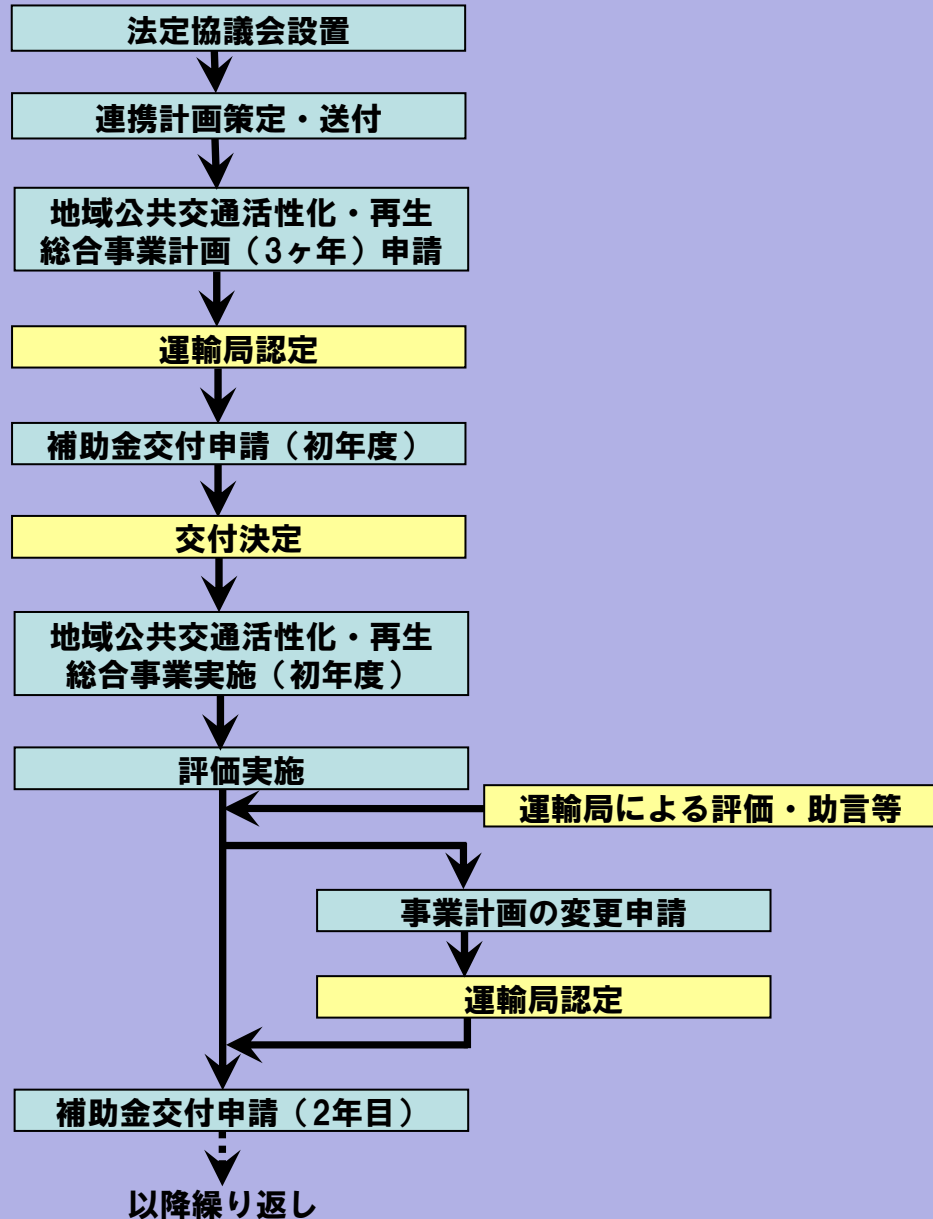 法定協議会設置
連携計画策定・送付
地域公共交通活性化・再生
総合事業計画（3ヶ年）申請
運輸局認定
補助金交付申請（初年度）
交付決定
地域公共交通活性化・再生
総合事業実施（初年度）
評価実施
運輸局による評価・助言等
事業計画の変更申請
運輸局認定
補助金交付申請（2年目）
以降繰り返し